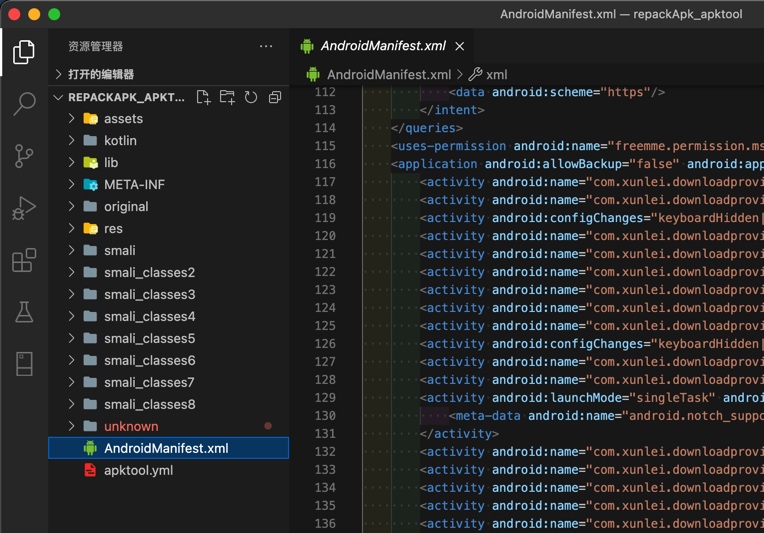 AndroidManifest.xml — repackApk_apktool
资源管理器
打开的编辑器
REPACKAPK_APKT...
assets
kotlin
lib
META-INF
original
res
smali
smali_classes2
smali_classes3
smali_classes4
smali_classes5
smali_classes6
smali_classes7
smali_classes8
unknown
AndroidManifest.xml
apktool.yml
AndroidManifest.xml
AndroidManifest.xml > xml
112 <data android:scheme="https"/>
113 </intent>
114 </queries>
115 <uses-permission android:name="freemme.permission.ms
116 <application android:allowBackup="false" android:app
117 <activity android:name="com.xunlei.downloadprovi
118 <activity android:name="com.xunlei.downloadprovi
119 <activity android:configChanges="keyboardHidden|
120 <activity android:name="com.xunlei.downloadprovi
121 <activity android:name="com.xunlei.downloadprovi
122 <activity android:name="com.xunlei.downloadprovi
123 <activity android:name="com.xunlei.downloadprovi
124 <activity android:name="com.xunlei.downloadprovi
125 <activity android:name="com.xunlei.downloadprovi
126 <activity android:configChanges="keyboardHidden|
127 <activity android:name="com.xunlei.downloadprovi
128 <activity android:name="com.xunlei.downloadprovi
129 <activity android:launchMode="singleTask" androi
130 <meta-data android:name="android.notch_suppo
131 </activity>
132 <activity android:name="com.xunlei.downloadprovi
133 <activity android:name="com.xunlei.downloadprovi
134 <activity android:name="com.xunlei.downloadprovi
135 <activity android:name="com.xunlei.downloadprovi
136 <activity android:name="com.xunlei.downloadprovi